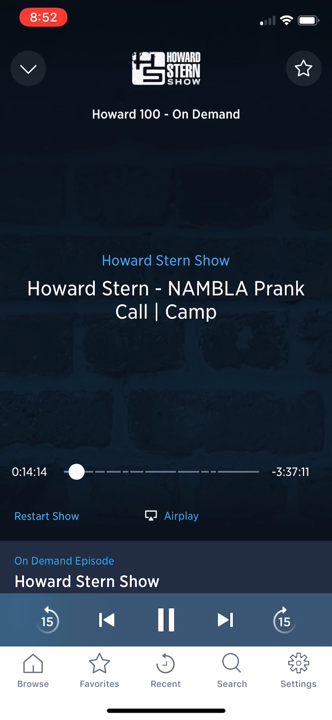 8:52
HOWARD
STERN
SHOW
Howard 100 - On Demand
Howard Stern Show
Howard Stern - NAMBLA Prank
Call | Camp
0:14:14
-3:37:11
Restart Show
Airplay
On Demand Episode
Howard Stern Show
15
15
Browse
Favorites
Recent
Search
Settings